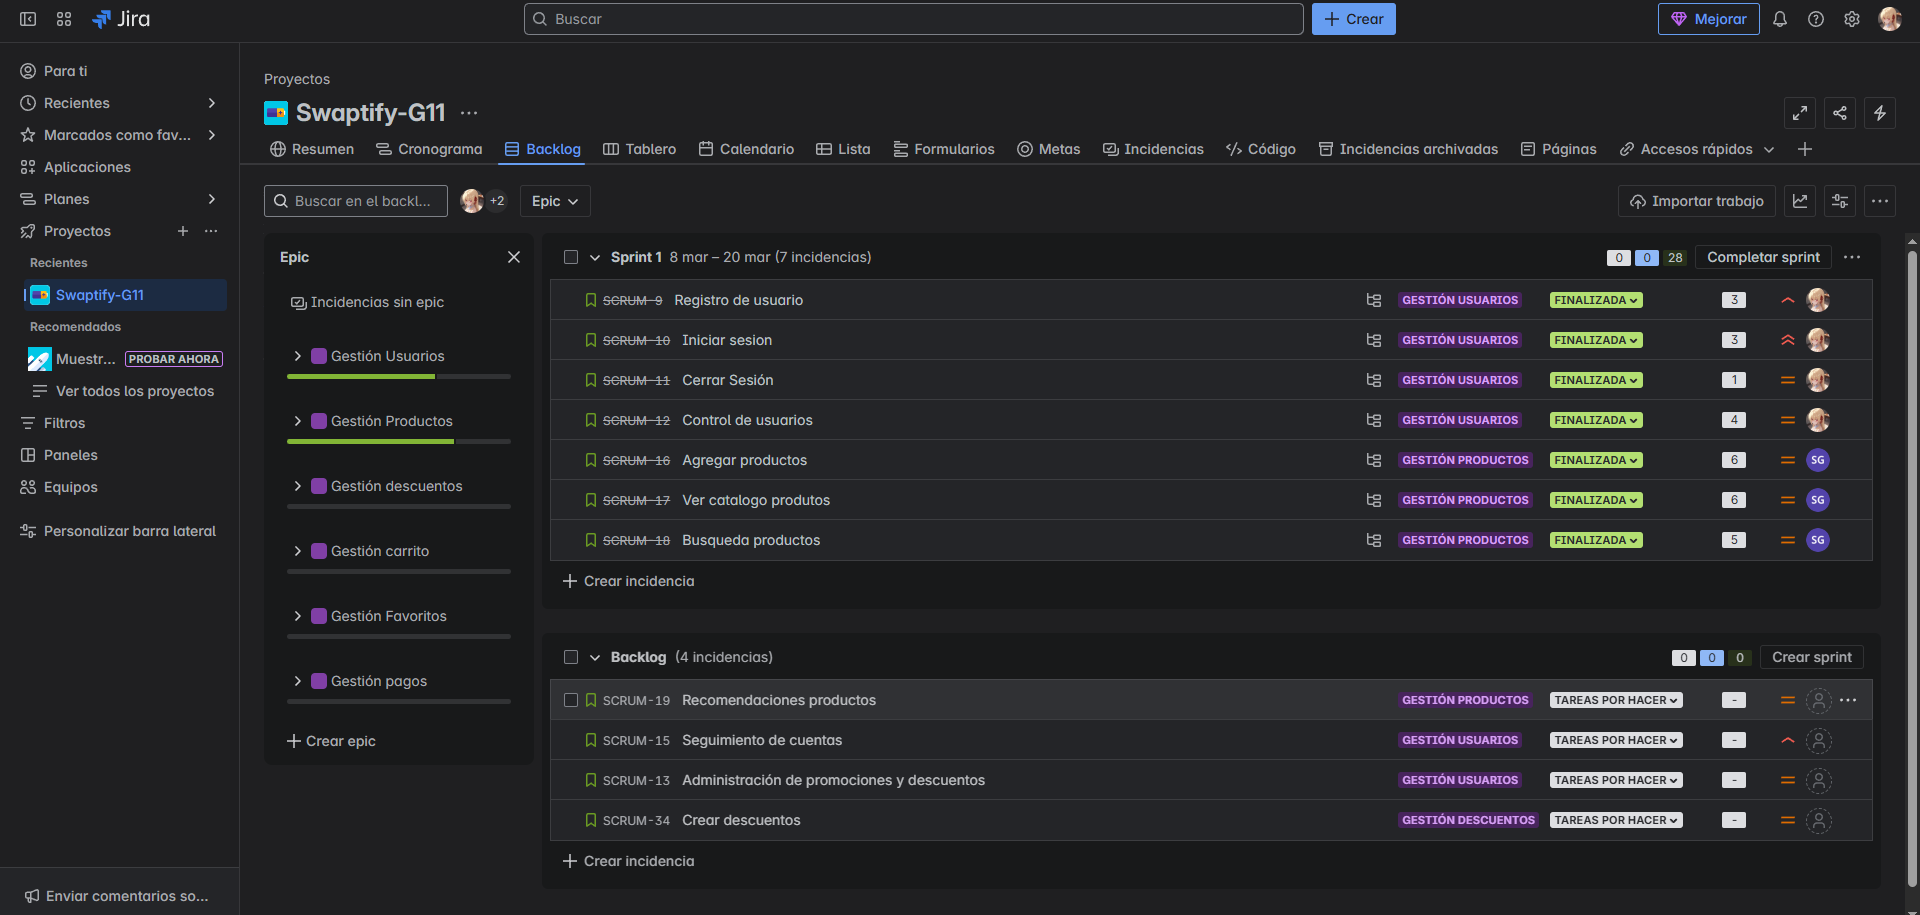 Jira
Buscar
Crear
Mejorar
Para ti
Recientes
Marcados como fav...
Aplicaciones
Planes
Proyectos
Recientes
Swaptify-G11
Recomendados
Muestr... PROBAR AHORA
Ver todos los proyectos
Filtros
Paneles
Equipos
Personalizar barra lateral
Enviar comentarios so...
Proyectos
Swaptify-G11
Resumen Cronograma Backlog Tablero Calendario Lista Formularios Metas Incidencias Código Incidencias archivadas Páginas Accesos rápidos
Buscar en el backl... +2 Epic Importar trabajo
Epic
Incidencias sin epic
Gestión Usuarios
Gestión Productos
Gestión descuentos
Gestión carrito
Gestión Favoritos
Gestión pagos
Crear epic
Sprint 1 8 mar – 20 mar (7 incidencias) 0 0 28 Completar sprint
SCRUM-9 Registro de usuario GESTIÓN USUARIOS FINALIZADA 3
SCRUM-10 Iniciar sesion GESTIÓN USUARIOS FINALIZADA 3
SCRUM-11 Cerrar Sesión GESTIÓN USUARIOS FINALIZADA 1
SCRUM-12 Control de usuarios GESTIÓN USUARIOS FINALIZADA 4
SCRUM-16 Agregar productos GESTIÓN PRODUCTOS FINALIZADA 6 SG
SCRUM-17 Ver catalogo produtos GESTIÓN PRODUCTOS FINALIZADA 6 SG
SCRUM-18 Busqueda productos GESTIÓN PRODUCTOS FINALIZADA 5 SG
Crear incidencia
Backlog (4 incidencias) 0 0 0 Crear sprint
SCRUM-19 Recomendaciones productos GESTIÓN PRODUCTOS TAREAS POR HACER -
SCRUM-15 Seguimiento de cuentas GESTIÓN USUARIOS TAREAS POR HACER -
SCRUM-13 Administración de promociones y descuentos GESTIÓN USUARIOS TAREAS POR HACER -
SCRUM-34 Crear descuentos GESTIÓN DESCUENTOS TAREAS POR HACER -
Crear incidencia